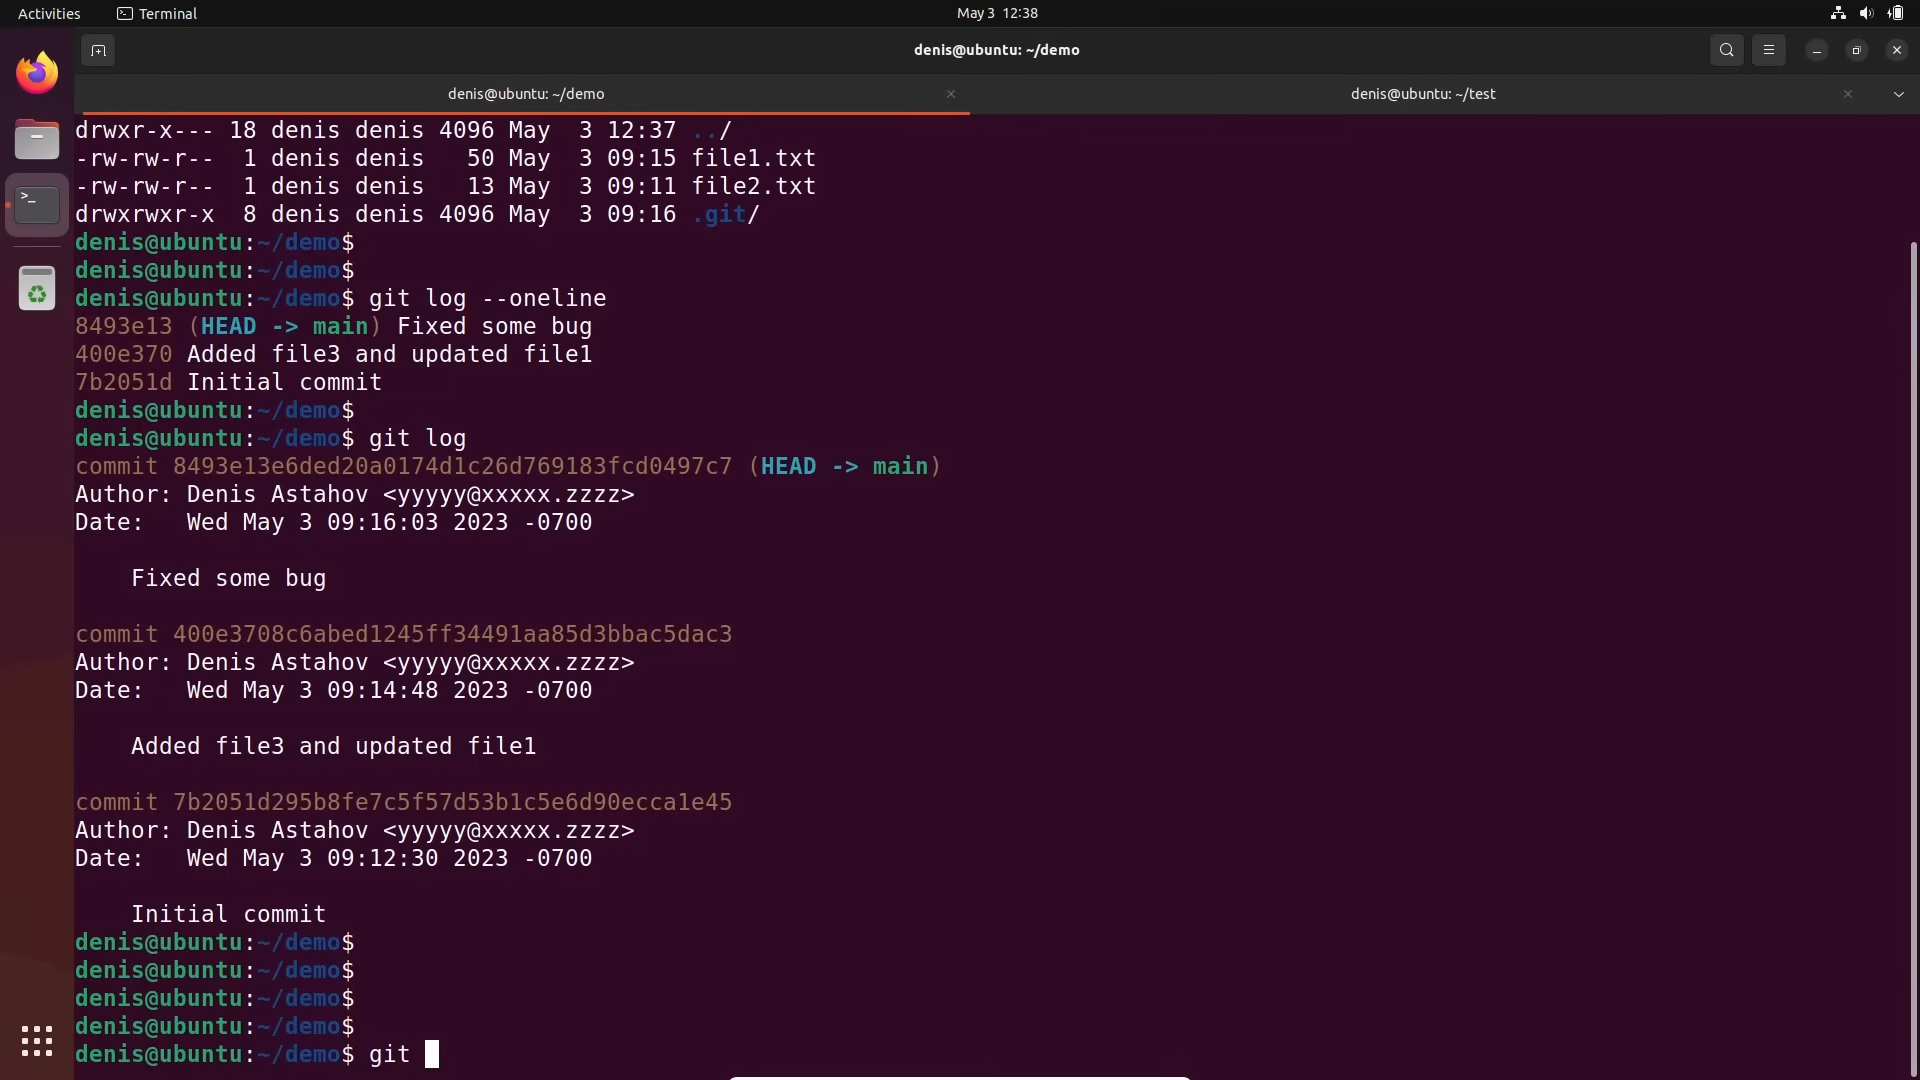 Activities Terminal May 3 12:38
denis@ubuntu: ~/demo
denis@ubuntu: ~/demo × denis@ubuntu: ~/test ×
drwxr-x--- 18 denis denis 4096 May  3 12:37 ../
-rw-rw-r--  1 denis denis   50 May  3 09:15 file1.txt
-rw-rw-r--  1 denis denis   13 May  3 09:11 file2.txt
drwxrwxr-x  8 denis denis 4096 May  3 09:16 .git/
denis@ubuntu:~/demo$
denis@ubuntu:~/demo$
denis@ubuntu:~/demo$ git log --oneline
8493e13 (HEAD -> main) Fixed some bug
400e370 Added file3 and updated file1
7b2051d Initial commit
denis@ubuntu:~/demo$
denis@ubuntu:~/demo$ git log
commit 8493e13e6ded20a0174d1c26d769183fcd0497c7 (HEAD -> main)
Author: Denis Astahov <yyyyy@xxxxx.zzzz>
Date:   Wed May 3 09:16:03 2023 -0700
Fixed some bug
commit 400e3708c6abed1245ff34491aa85d3bbac5dac3
Author: Denis Astahov <yyyyy@xxxxx.zzzz>
Date:   Wed May 3 09:14:48 2023 -0700
Added file3 and updated file1
commit 7b2051d295b8fe7c5f57d53b1c5e6d90ecca1e45
Author: Denis Astahov <yyyyy@xxxxx.zzzz>
Date:   Wed May 3 09:12:30 2023 -0700
Initial commit
denis@ubuntu:~/demo$
denis@ubuntu:~/demo$
denis@ubuntu:~/demo$
denis@ubuntu:~/demo$
denis@ubuntu:~/demo$ git